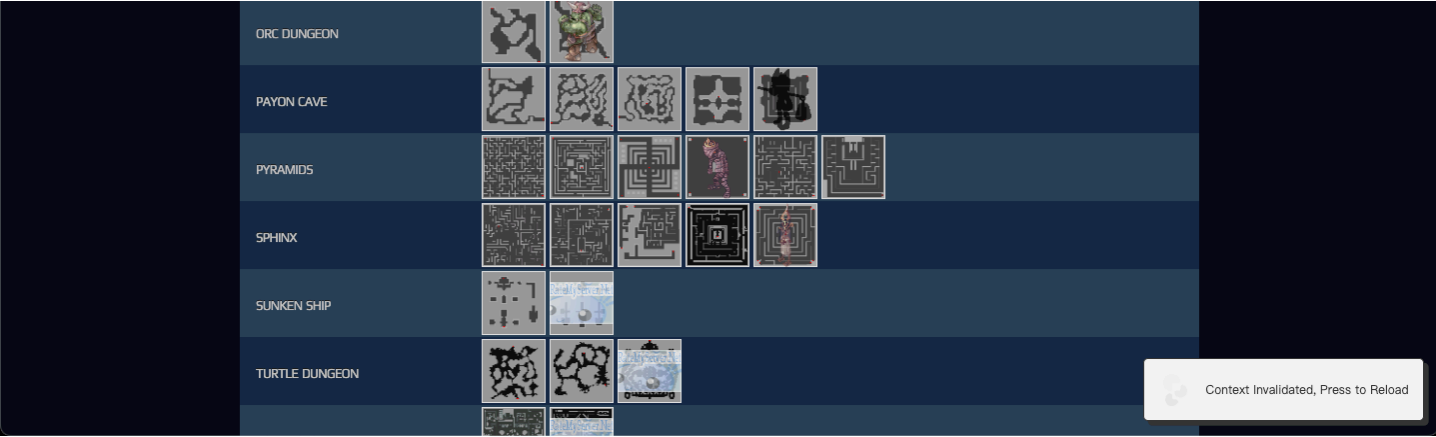 ORC DUNGEON
PAYON CAVE
PYRAMIDS
SPHINX
SUNKEN SHIP
TURTLE DUNGEON
Context Invalidated, Press to Reload